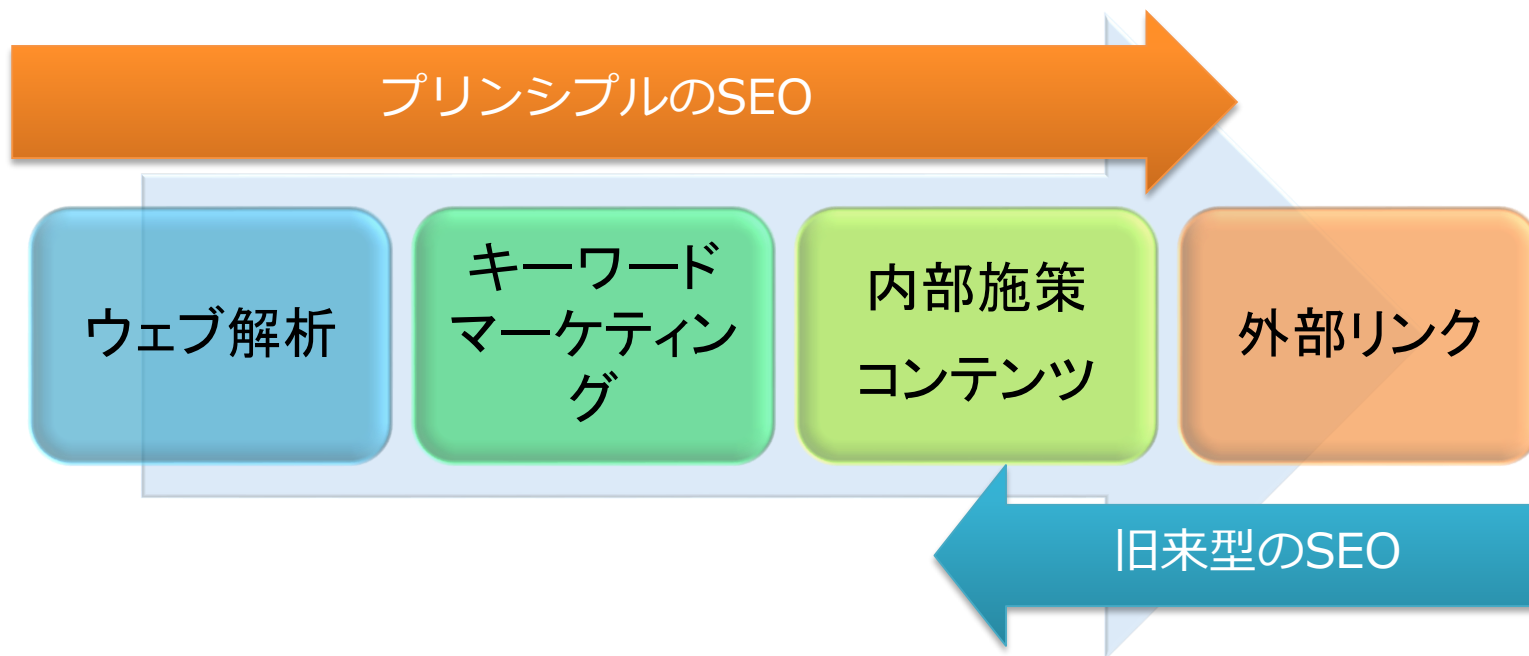 プリンシプルのSEO
ウェブ解析
キーワード
マーケティン
グ
内部施策
コンテンツ
外部リンク
旧来型のSEO